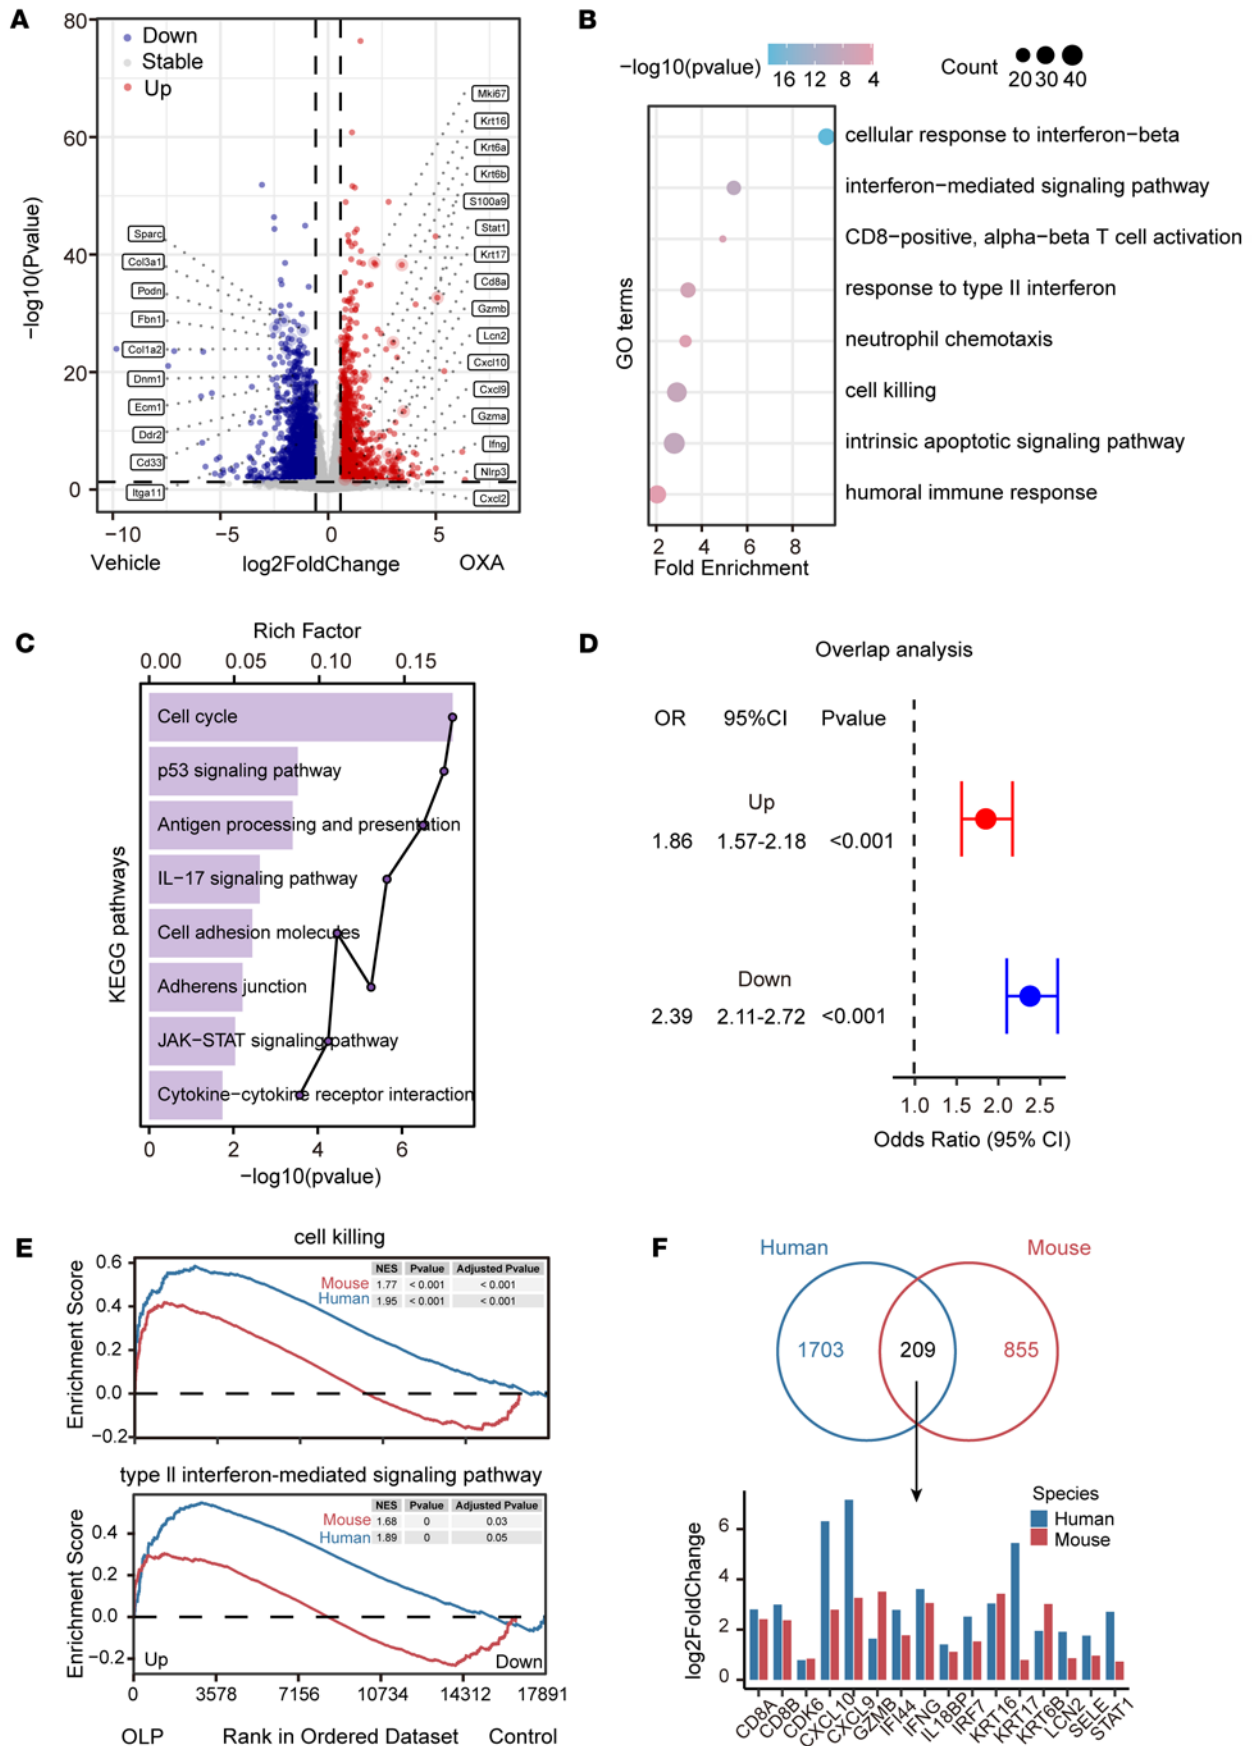 A
80
60
40
20
0
−log10(Pvalue)
Down
Stable
Up
Sparc
Col3a1
Podn
Fbn1
Col1a2
Dnm1
Ecm1
Ddr2
Cd33
Itga11
Mki67
Krt16
Krt6a
Krt6b
S100a9
Stat1
Krt17
Cd8a
Gzmb
Lcn2
Cxcl10
Cxcl9
Gzma
Ifng
Nlrp3
Cxcl2
−10 −5 0 5
Vehicle log2FoldChange OXA
B
−log10(pvalue) 16 12 8 4
Count 20 30 40
GO terms
cellular response to interferon−beta
interferon−mediated signaling pathway
CD8−positive, alpha−beta T cell activation
response to type II interferon
neutrophil chemotaxis
cell killing
intrinsic apoptotic signaling pathway
humoral immune response
2 4 6 8
Fold Enrichment
C
Rich Factor
0.00 0.05 0.10 0.15
KEGG pathways
Cell cycle
p53 signaling pathway
Antigen processing and presentation
IL−17 signaling pathway
Cell adhesion molecules
Adherens junction
JAK−STAT signaling pathway
Cytokine−cytokine receptor interaction
0 2 4 6
−log10(pvalue)
D
Overlap analysis
OR 95%CI Pvalue
Up
1.86 1.57-2.18 <0.001
Down
2.39 2.11-2.72 <0.001
1.0 1.5 2.0 2.5
Odds Ratio (95% CI)
E
cell killing
Enrichment Score
0.6
0.4
0.2
0.0
−0.2
NES Pvalue Adjusted Pvalue
Mouse 1.77 < 0.001 < 0.001
Human 1.95 < 0.001 < 0.001
type II interferon-mediated signaling pathway
Enrichment Score
0.4
0.2
0.0
−0.2
NES Pvalue Adjusted Pvalue
Mouse 1.68 0 0.03
Human 1.89 0 0.05
Up Down
0 3578 7156 10734 14312 17891
OLP Rank in Ordered Dataset Control
F
Human Mouse
1703 209 855
log2FoldChange
6
4
2
0
Species
Human
Mouse
CD8A
CD8B
CDK6
CXCL10
CXCL9
GZMB
IFI44
IFNG
IL18BP
IRF7
KRT16
KRT17
KRT6B
LCN2
SELE
STAT1